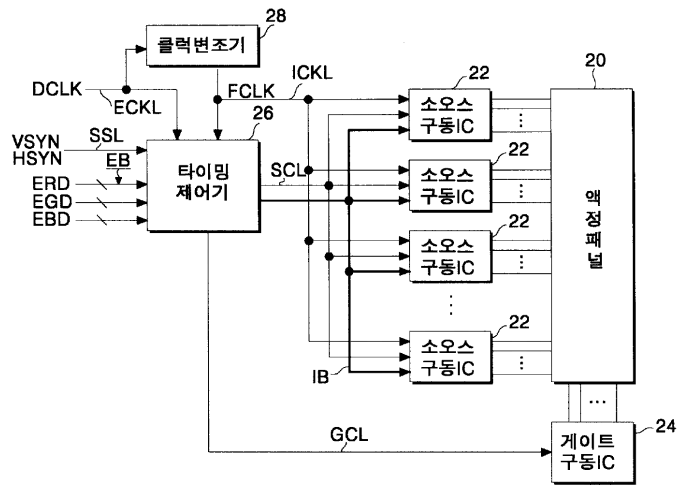 28
클럭변조기
DCLK
ECKL
FCLK
ICKL
22
20
소오스
구동IC
VSYN
HSYN
SSL
26
EB
타이밍
제어기
SCL
ERD
EGD
EBD
22
소오스
구동IC
액정패널
22
소오스
구동IC
22
소오스
구동IC
IB
GCL
24
게이트
구동IC